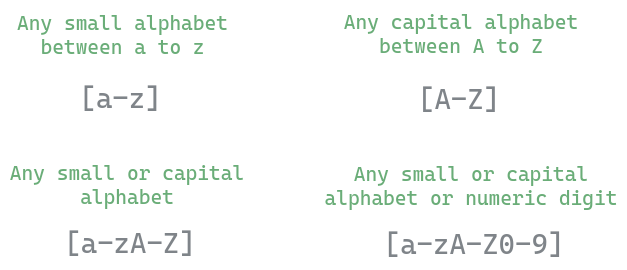 Any small alphabet
between a to z
[a-z]
Any capital alphabet
between A to Z
[A-Z]
Any small or capital
alphabet
[a-zA-Z]
Any small or capital
alphabet or numeric digit
[a-zA-Z0-9]